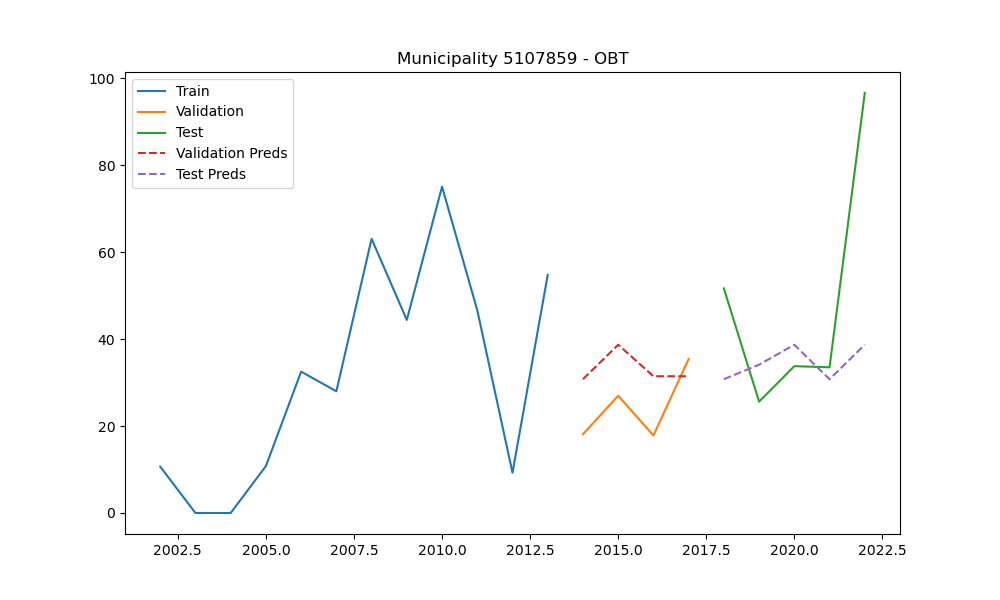 Municipality 5107859 - OBT
Train
Validation
Test
Validation Preds
Test Preds
100
80
60
40
20
0
2002.5 2005.0 2007.5 2010.0 2012.5 2015.0 2017.5 2020.0 2022.5